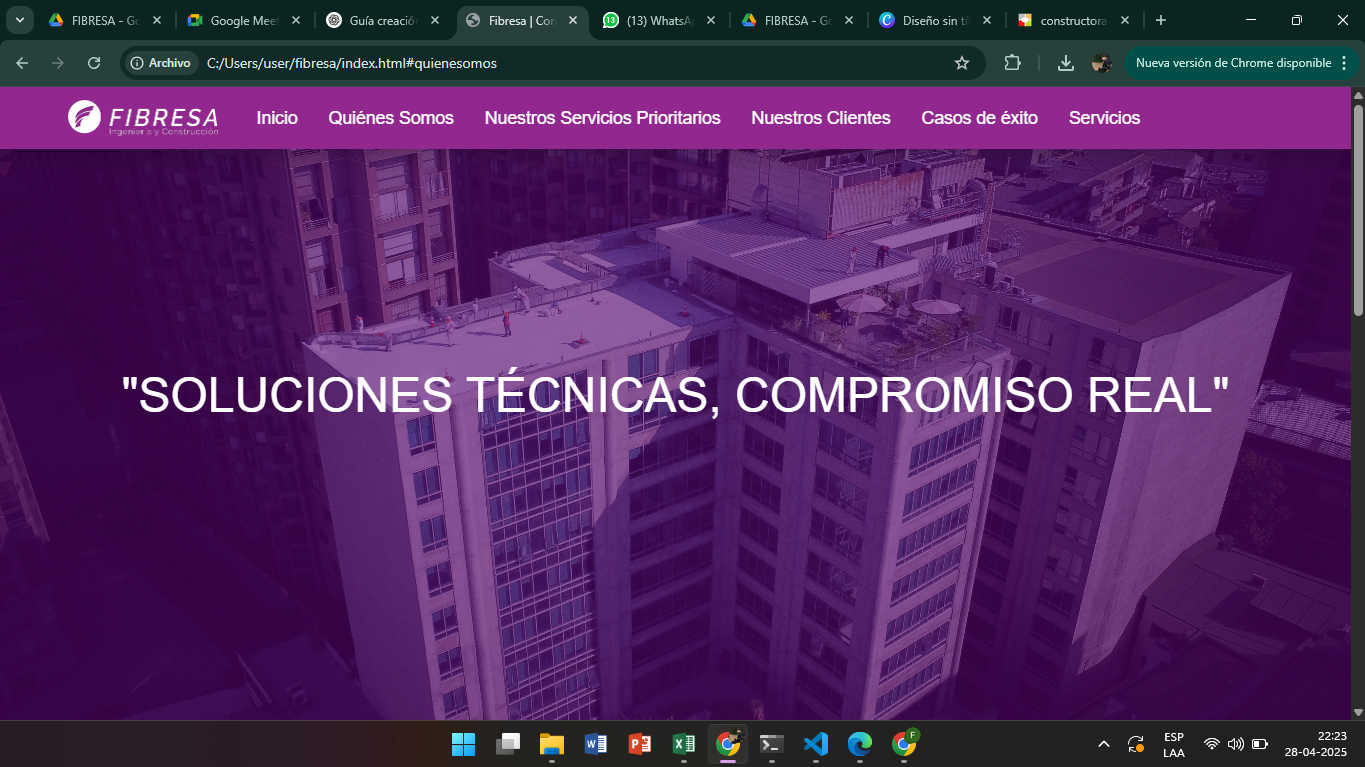 FIBRESA - Go
Google Meet
Guía creación
Fibresa | Con
(13) WhatsA
FIBRESA - Go
Diseño sin tí
constructora
Archivo
C:/Users/user/fibresa/index.html#quienesomos
Nueva versión de Chrome disponible
FIBRESA
Ingeniería y Construcción
Inicio
Quiénes Somos
Nuestros Servicios Prioritarios
Nuestros Clientes
Casos de éxito
Servicios
"SOLUCIONES TÉCNICAS, COMPROMISO REAL"
ESP
LAA
22:23
28-04-2025